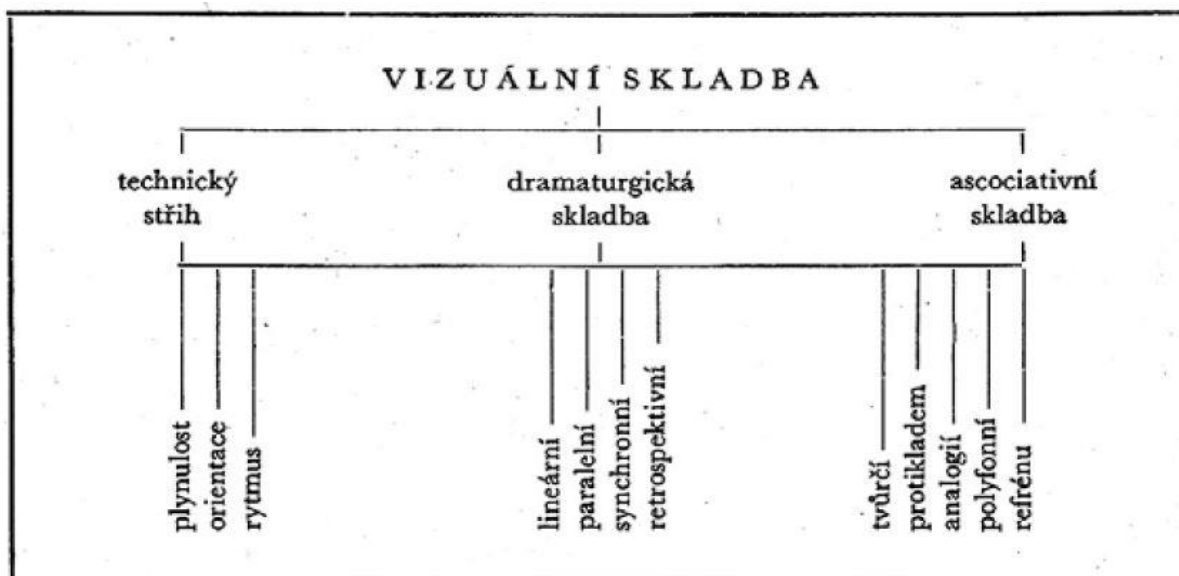 VIZUÁLNÍ SKLADBA
technický
střih
dramaturgická
skladba
ascociativní
skladba
plynulost
orientace
rytmus
lineární
paralelní
synchronní
retrospektivní
tvůrčí
protikladem
analogií
polyfonní
refrénu